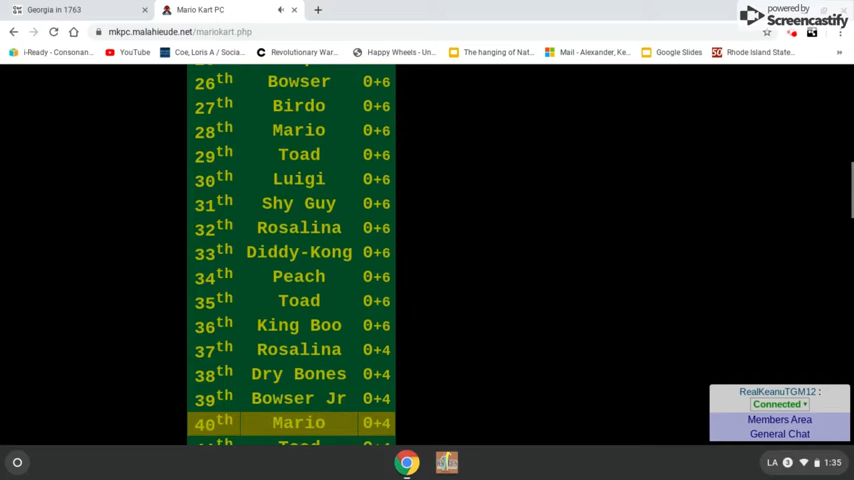 Georgia in 1763
Mario Kart PC
powered by
Screencastify
mkpc.malahieude.net/mariokart.php
i-Ready - Consonan...
YouTube
Coe, Loris A / Socia...
Revolutionary War...
Happy Wheels - Un...
The hanging of Nat...
Mail - Alexander, Ke...
Google Slides
Rhode Island State...
26th Bowser 0+6
27th Birdo 0+6
28th Mario 0+6
29th Toad 0+6
30th Luigi 0+6
31th Shy Guy 0+6
32th Rosalina 0+6
33th Diddy-Kong 0+6
34th Peach 0+6
35th Toad 0+6
36th King Boo 0+6
37th Rosalina 0+4
38th Dry Bones 0+4
39th Bowser Jr 0+4
40th Mario 0+4
RealKeanuTGM12 :
Connected
Members Area
General Chat
LA 3 1:35